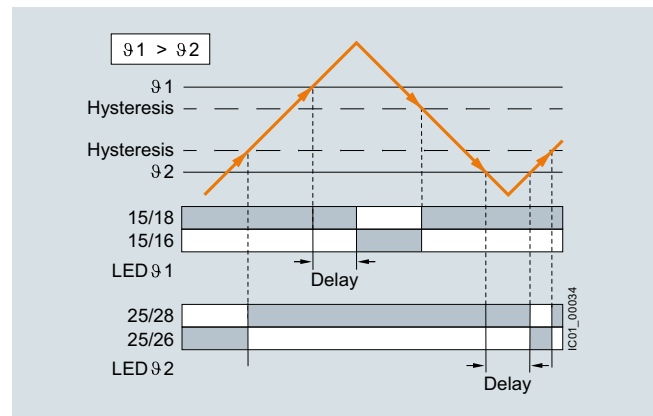 ϑ1 > ϑ2
ϑ1
Hysteresis
Hysteresis
ϑ2
15/18
15/16
LED ϑ1
Delay
25/28
25/26
LED ϑ2
Delay
IC01_00034